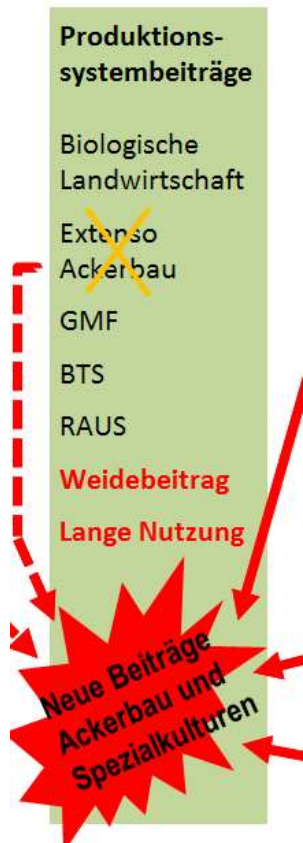 Produktions-
systembeiträge
Biologische
Landwirtschaft
Extenso
Ackerbau
GMF
BTS
RAUS
Weidebeitrag
Lange Nutzung
Neue Beiträge
Ackerbau und
Spezialkulturen